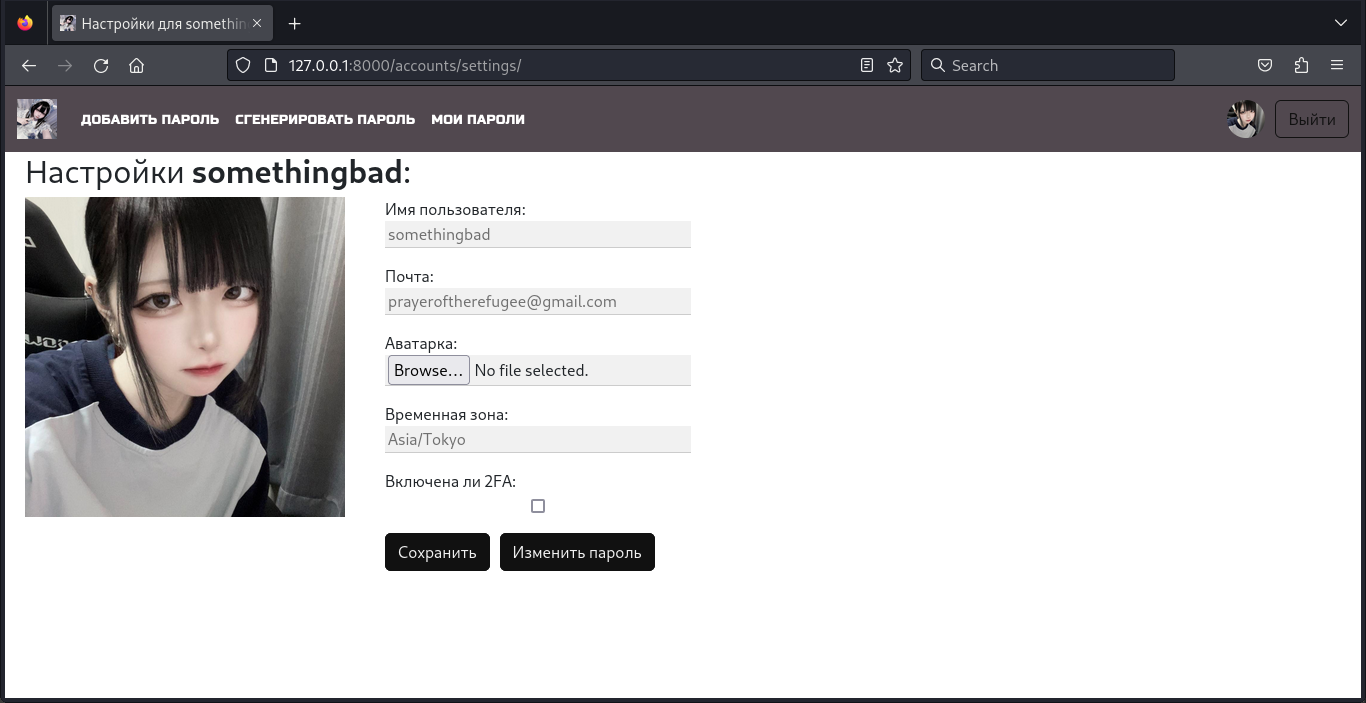 Настройки для somethin
127.0.0.1:8000/accounts/settings/
Search
ДОБАВИТЬ ПАРОЛЬ СГЕНЕРИРОВАТЬ ПАРОЛЬ МОИ ПАРОЛИ
Выйти
Настройки somethingbad:
Имя пользователя:
somethingbad
Почта:
prayeroftherefugee@gmail.com
Аватарка:
Browse... No file selected.
Временная зона:
Asia/Tokyo
Включена ли 2FA:
Сохранить Изменить пароль